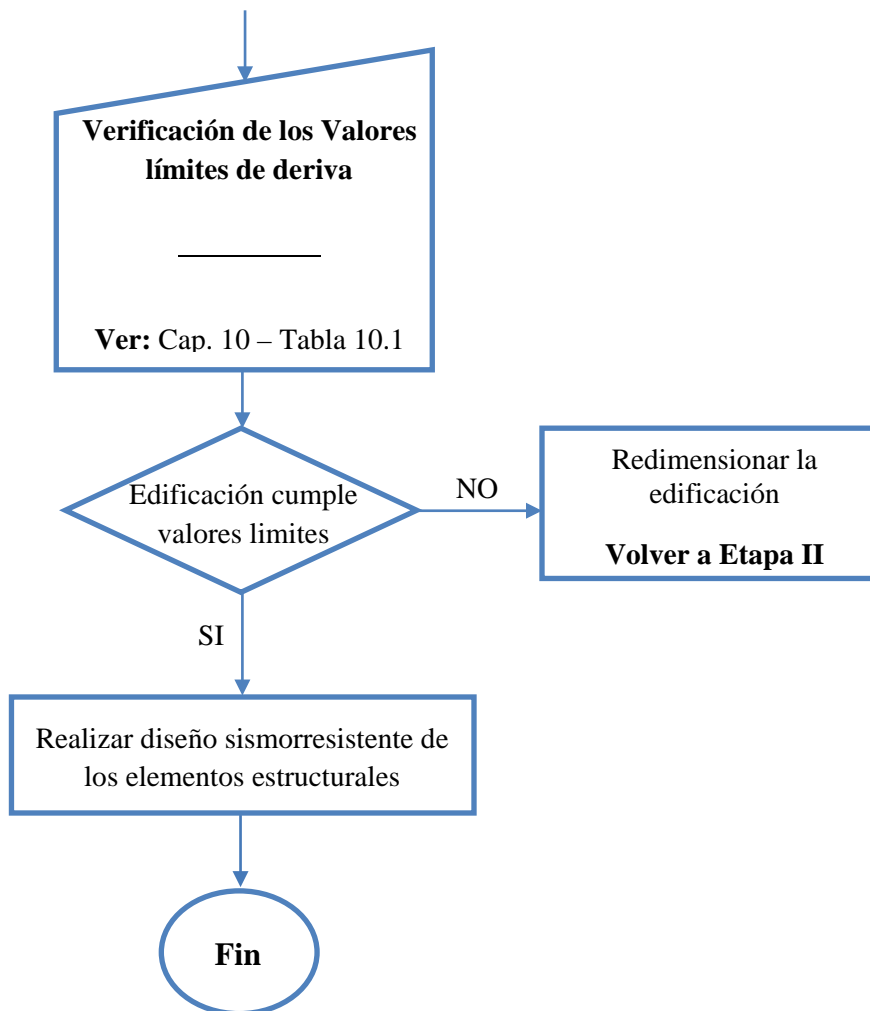 Verificación de los Valores
límites de deriva
Ver: Cap. 10 – Tabla 10.1
Edificación cumple
valores limites
NO
Redimensionar la
edificación
Volver a Etapa II
SI
Realizar diseño sismorresistente de
los elementos estructurales
Fin